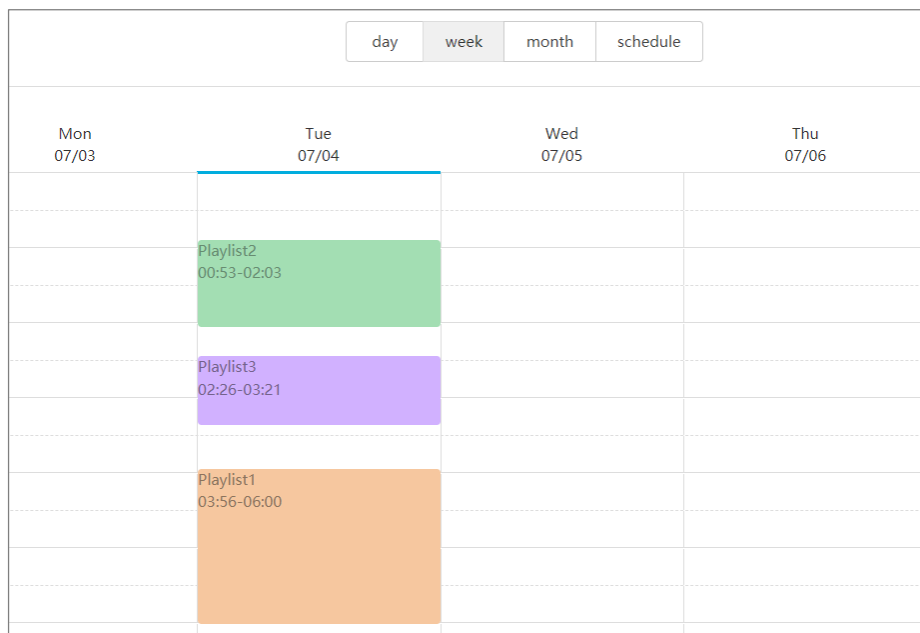 day week month schedule
Mon Tue Wed Thu
07/03 07/04 07/05 07/06
Playlist2
00:53-02:03
Playlist3
02:26-03:21
Playlist1
03:56-06:00